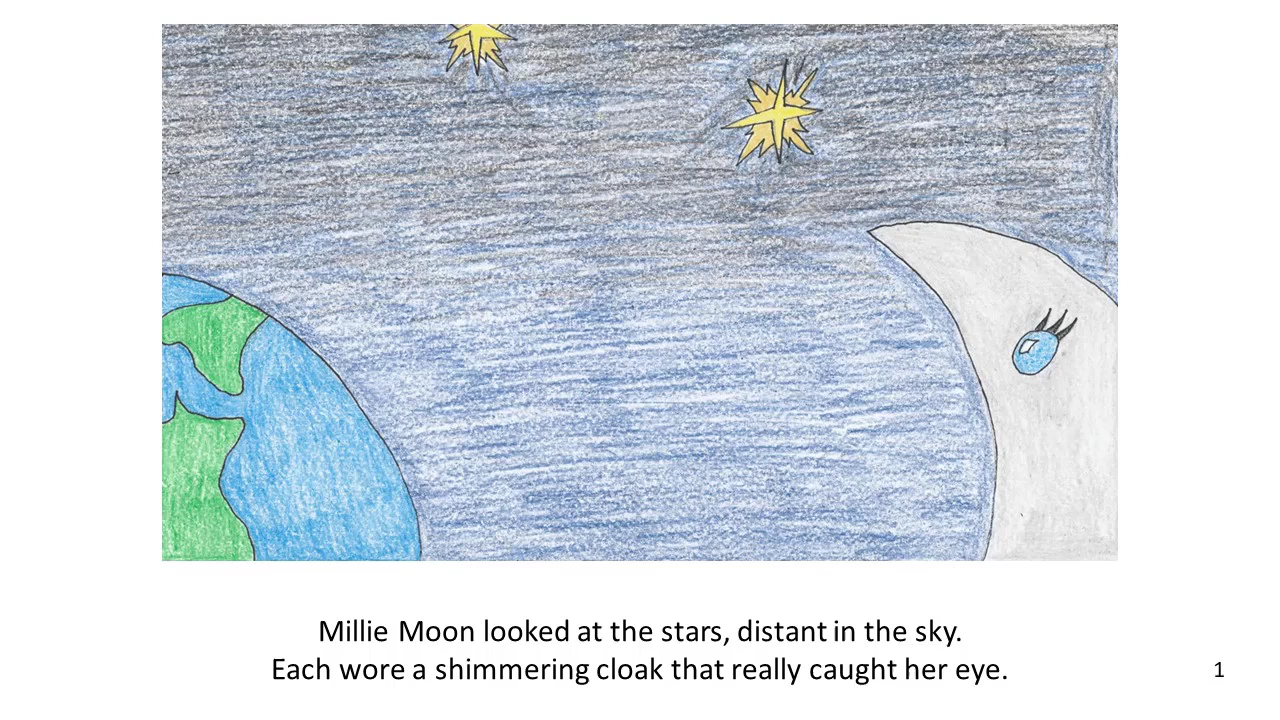 Millie Moon looked at the stars, distant in the sky.
Each wore a shimmering cloak that really caught her eye.
1